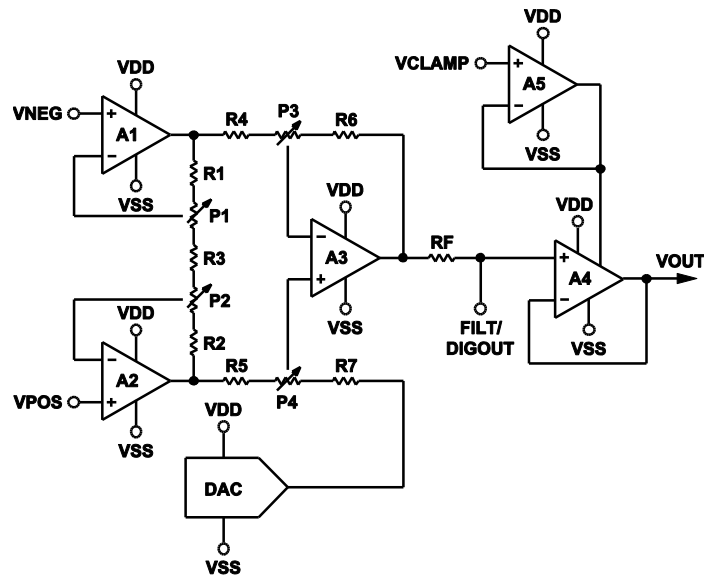 VDD
VCLAMP
+
A5
−
VSS
VDD
VNEG
+
A1
−
VSS
R4
P3
R6
R1
P1
R3
P2
R2
VDD
−
A3
+
VSS
RF
FILT/
DIGOUT
VDD
+
A4
−
VSS
VOUT
VDD
−
A2
+
VPOS
VSS
R5
P4
R7
VDD
DAC
VSS